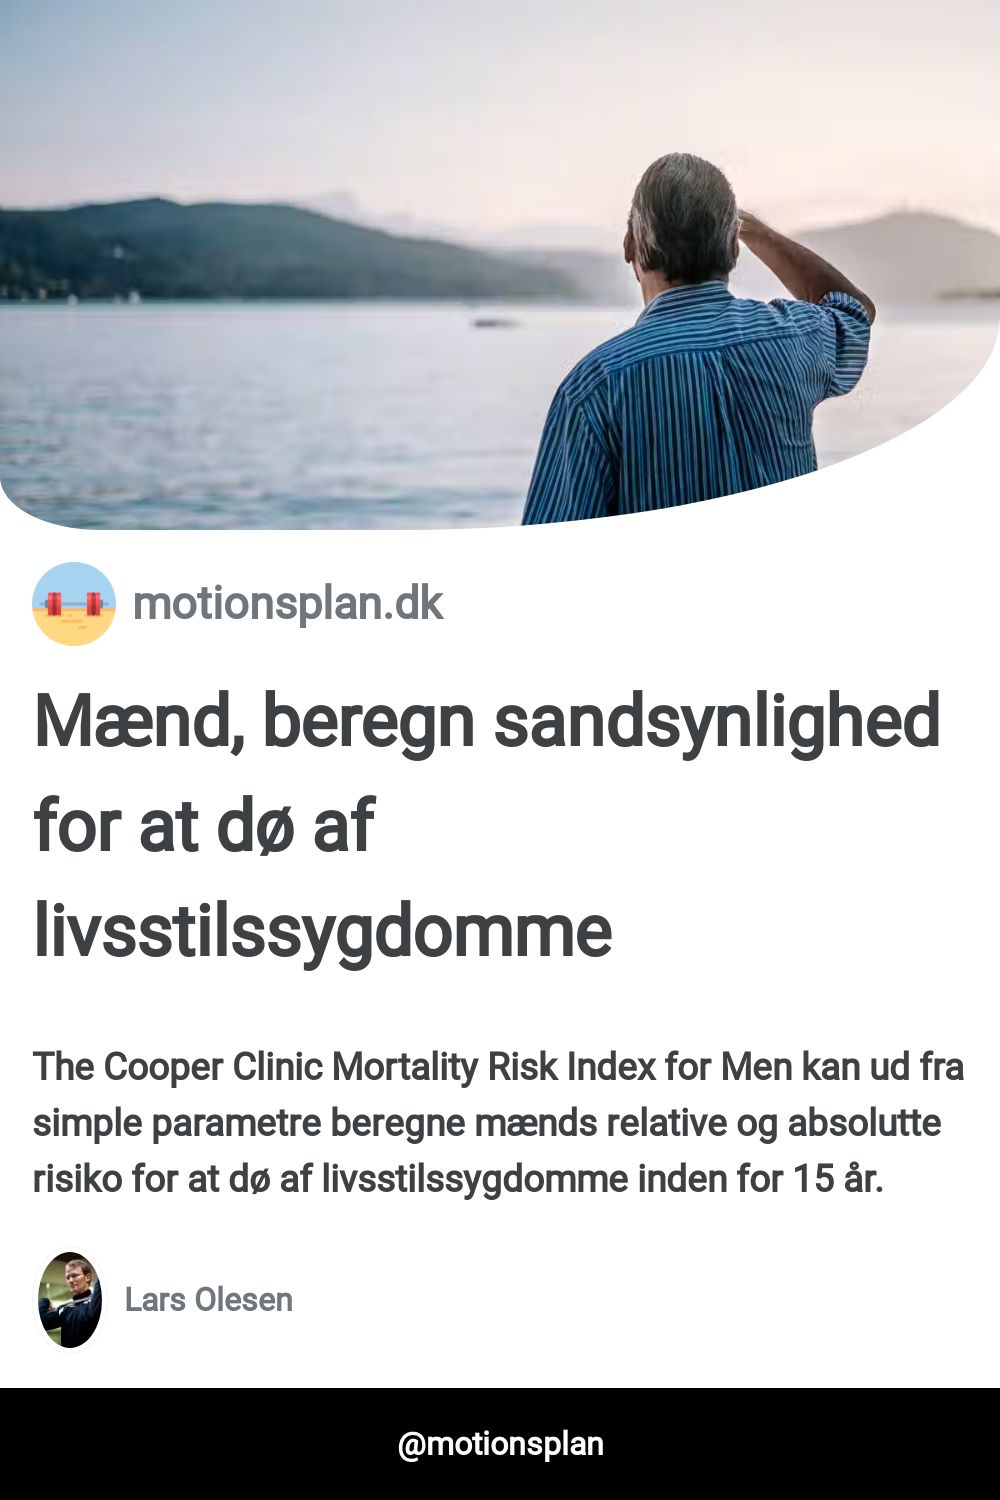 motionsplan.dk
Mænd, beregn sandsynlighed
for at dø af
livsstilssygdomme
The Cooper Clinic Mortality Risk Index for Men kan ud fra
simple parametre beregne mænds relative og absolutte
risiko for at dø af livsstilssygdomme inden for 15 år.
Lars Olesen
@motionsplan